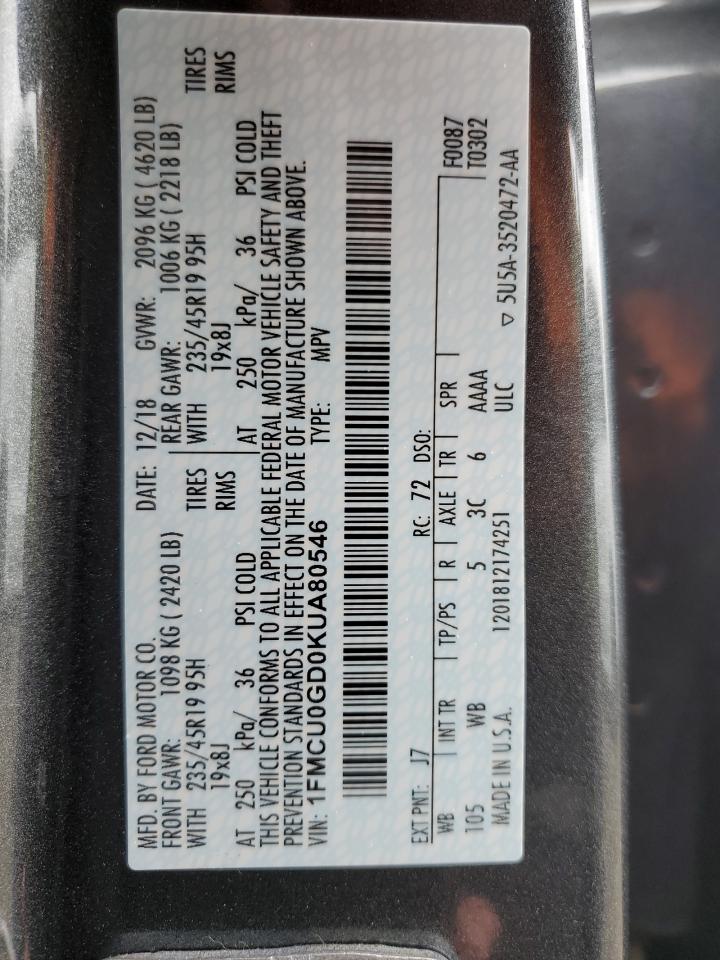 MFD. BY FORD MOTOR CO.
DATE: 12/18 GVWR: 2096 KG ( 4620 LB)
FRONT GAWR: 1098 KG ( 2420 LB)
REAR GAWR: 1006 KG ( 2218 LB)
WITH 235/45R19 95H TIRES
WITH 235/45R19 95H TIRES
19x8J RIMS
19x8J RIMS
AT 250 kPa/ 36 PSI COLD
AT 250 kPa/ 36 PSI COLD
THIS VEHICLE CONFORMS TO ALL APPLICABLE FEDERAL MOTOR VEHICLE SAFETY AND THEFT
PREVENTION STANDARDS IN EFFECT ON THE DATE OF MANUFACTURE SHOWN ABOVE.
VIN: 1FMCU0GD0KUA80546 TYPE: MPV
EXT PNT: J7 RC: 72 DSO: F0087
WB INT TR TP/PS R AXLE TR SPR T0302
105 WB 5 3C 6 AAAA
MADE IN U.S.A. 1201812174251 ULC ▽ 5U5A-3520472-AA